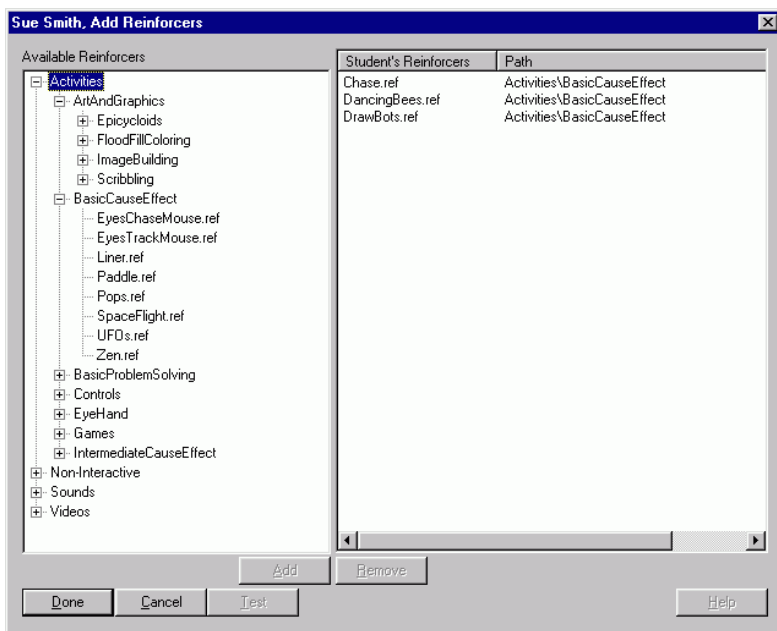 Sue Smith, Add Reinforcers
Available Reinforcers
Activities
ArtAndGraphics
Epicycloids
FloodFillColoring
ImageBuilding
Scribbling
BasicCauseEffect
EyesChaseMouse.ref
EyesTrackMouse.ref
Liner.ref
Paddle.ref
Pops.ref
SpaceFlight.ref
UFOs.ref
Zen.ref
BasicProblemSolving
Controls
EyeHand
Games
IntermediateCauseEffect
Non-Interactive
Sounds
Videos
Student's Reinforcers Path
Chase.ref Activities\BasicCauseEffect
DancingBees.ref Activities\BasicCauseEffect
DrawBots.ref Activities\BasicCauseEffect
Add Remove
Done Cancel Test Help